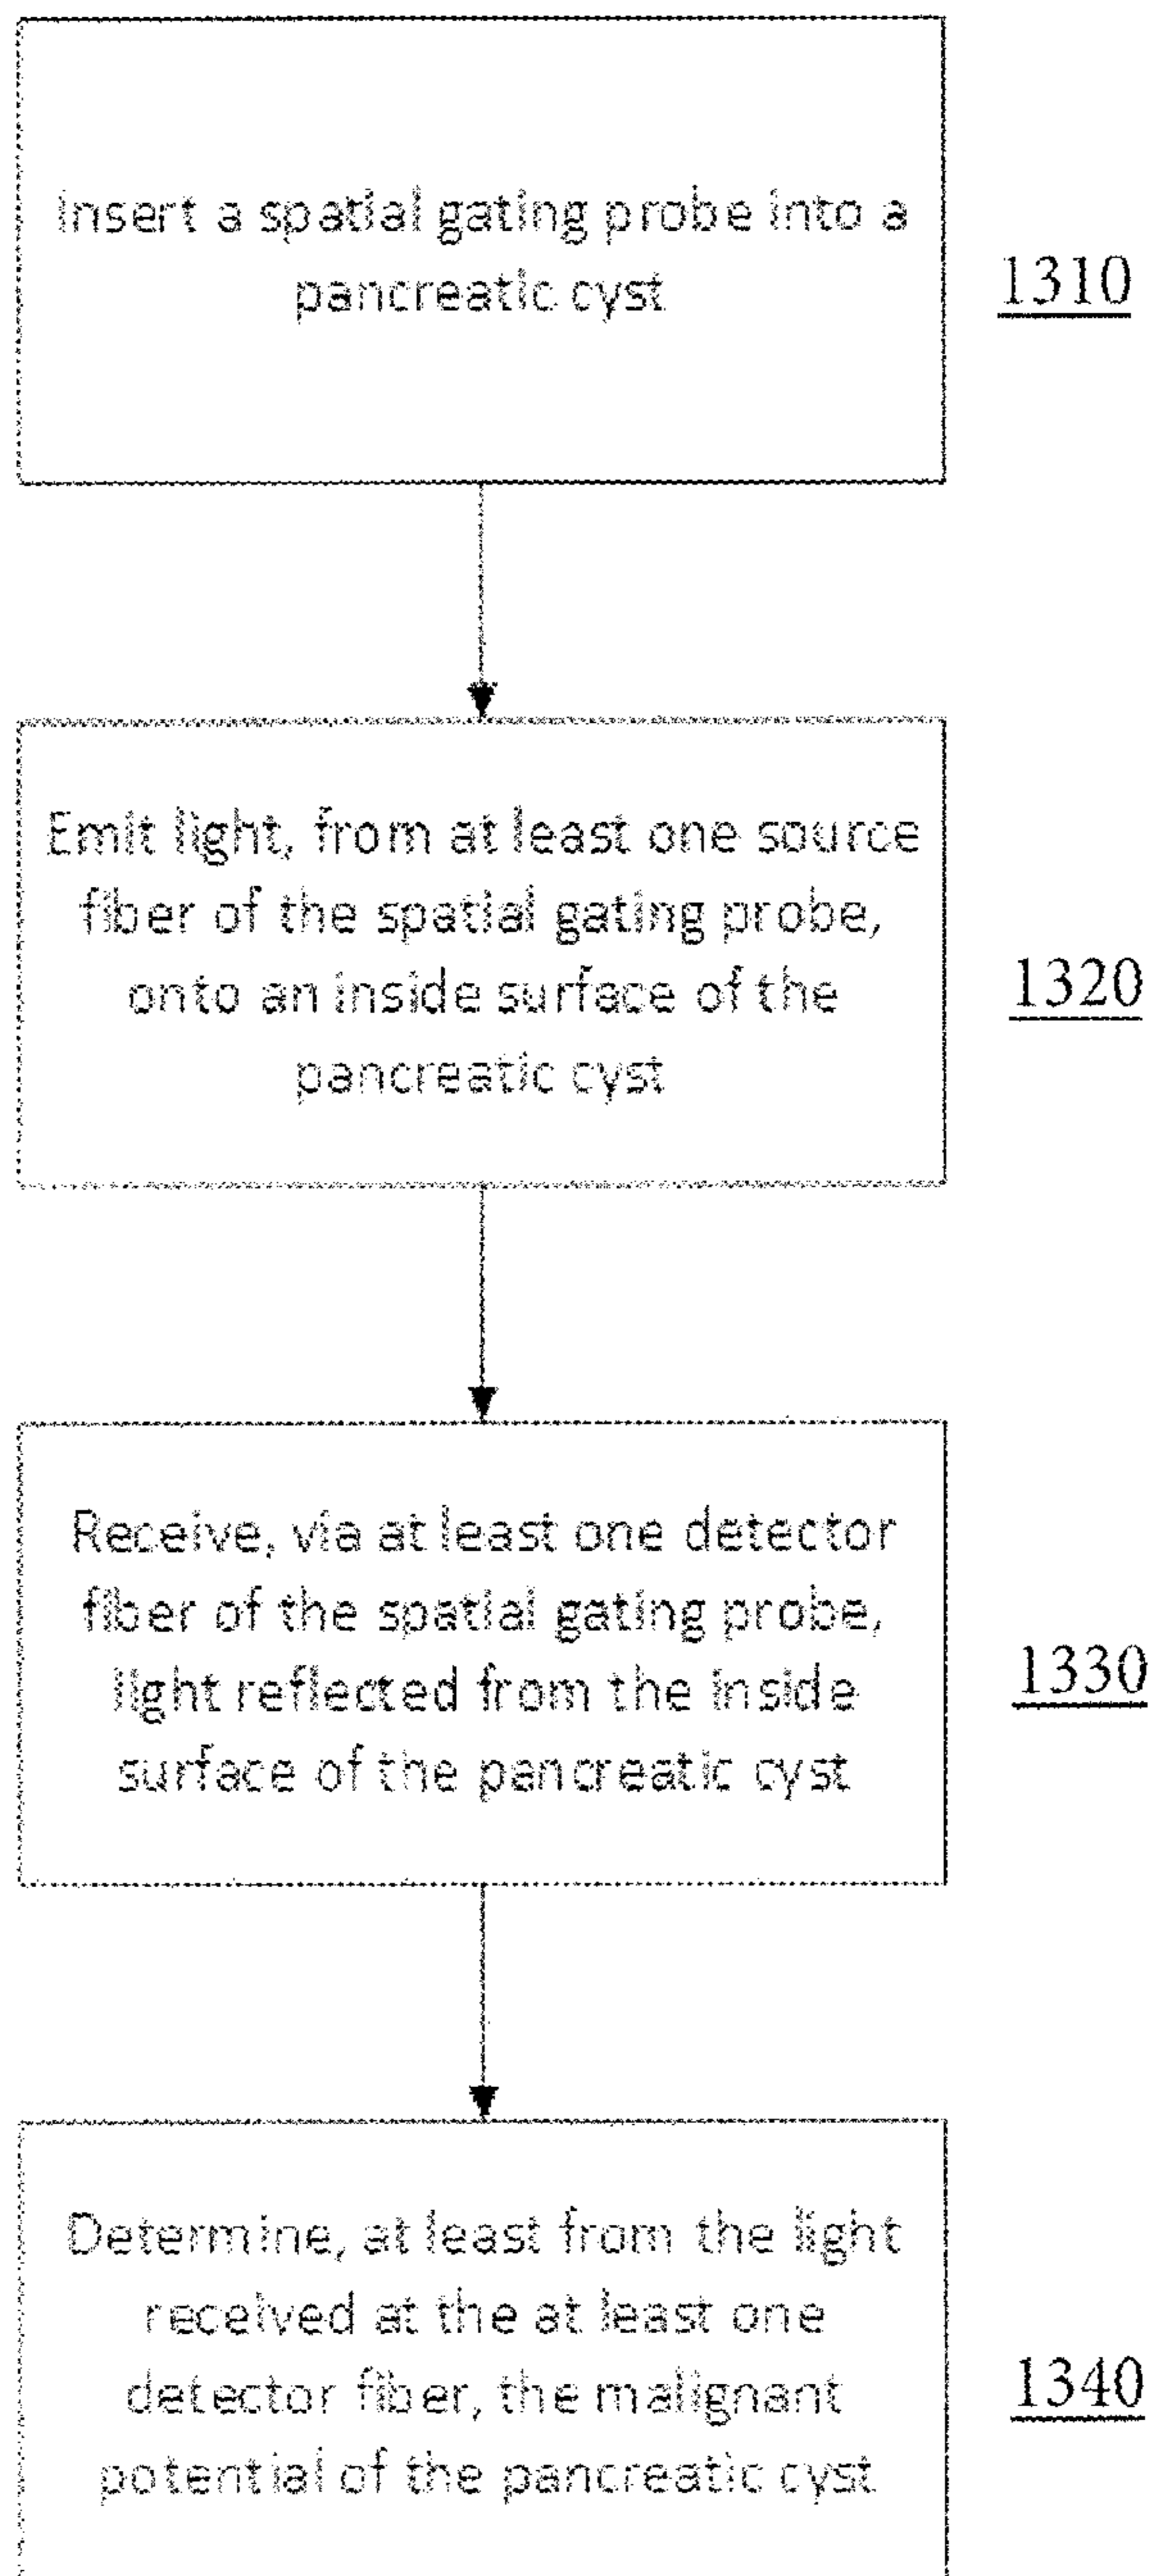 Insert a spatial gating probe into a
pancreatic cyst
1310
Emit light, from at least one source
fiber of the spatial gating probe,
onto an inside surface of the
pancreatic cyst
1320
Receive, via at least one detector
fiber of the spatial gating probe,
light reflected from the inside
surface of the pancreatic cyst
1330
Determine, at least from the light
received at the at least one
detector fiber, the malignant
potential of the pancreatic cyst
1340